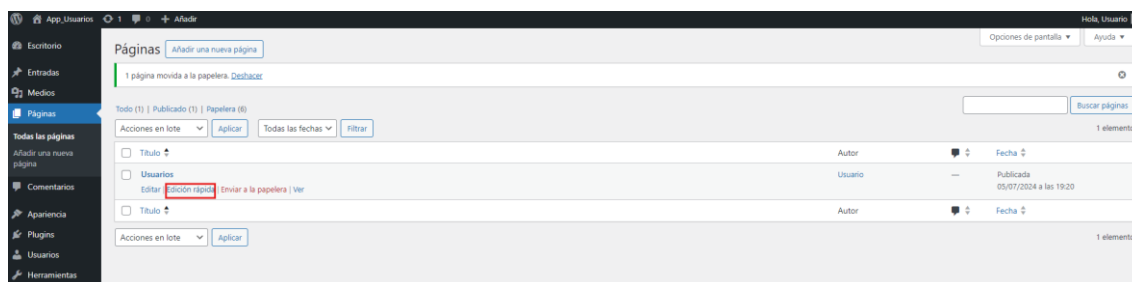 App_Usuarios 1 0 + Añadir Hola, Usuario
Escritorio
Entradas
Medios
Páginas
Todas las páginas
Añadir una nueva página
Comentarios
Apariencia
Plugins
Usuarios
Herramientas
Opciones de pantalla Ayuda
Páginas Añadir una nueva página
1 página movida a la papelera. Deshacer
Todo (1) | Publicado (1) | Papelera (6) Buscar páginas
Acciones en lote Aplicar Todas las fechas Filtrar 1 elemento
Título Autor Fecha
Usuarios Usuario — Publicada
Editar | Edición rápida | Enviar a la papelera | Ver 05/07/2024 a las 19:20
Título Autor Fecha
Acciones en lote Aplicar 1 elemento